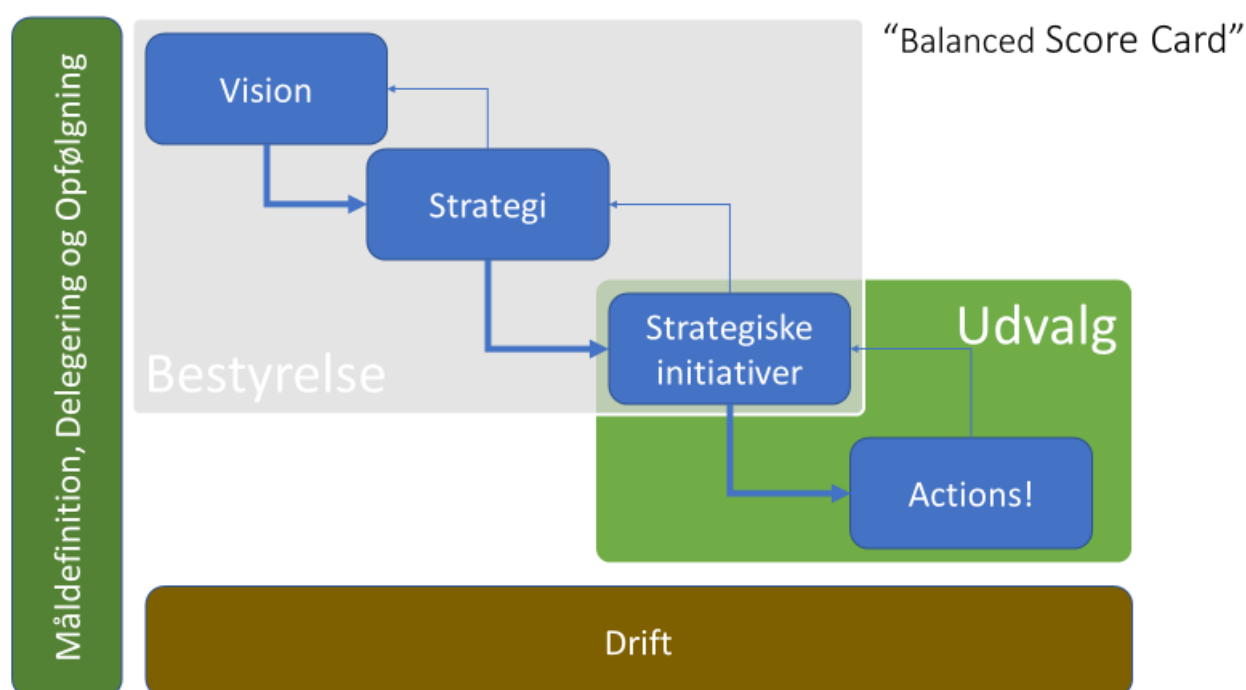 Måldefinition, Delegering og Opfølgning
“Balanced Score Card”
Vision
Strategi
Bestyrelse
Strategiske
initiativer
Udvalg
Actions!
Drift